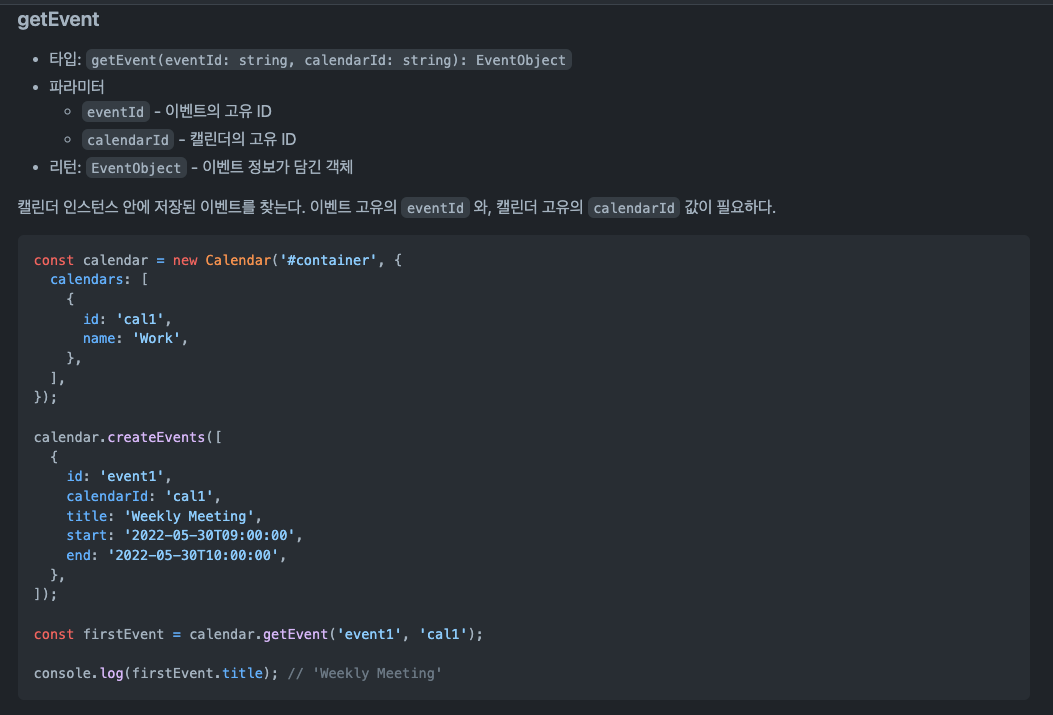 getEvent
• 타입: getEvent(eventId: string, calendarId: string): EventObject
• 파라미터
◦ eventId - 이벤트의 고유 ID
◦ calendarId - 캘린더의 고유 ID
• 리턴: EventObject - 이벤트 정보가 담긴 객체
캘린더 인스턴스 안에 저장된 이벤트를 찾는다. 이벤트 고유의 eventId 와, 캘린더 고유의 calendarId 값이 필요하다.
const calendar = new Calendar('#container', {
  calendars: [
    {
      id: 'cal1',
      name: 'Work',
    },
  ],
});
calendar.createEvents([
  {
    id: 'event1',
    calendarId: 'cal1',
    title: 'Weekly Meeting',
    start: '2022-05-30T09:00:00',
    end: '2022-05-30T10:00:00',
  },
]);
const firstEvent = calendar.getEvent('event1', 'cal1');
console.log(firstEvent.title); // 'Weekly Meeting'